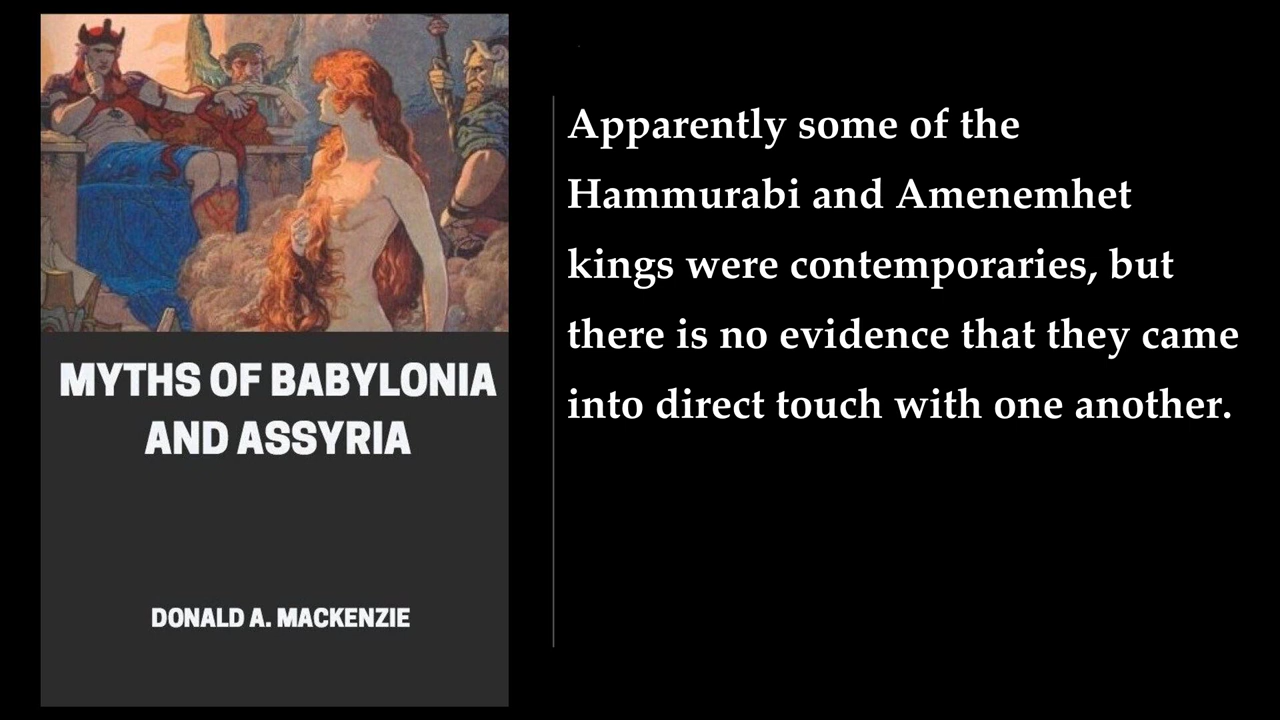 MYTHS OF BABYLONIA
AND ASSYRIA
DONALD A. MACKENZIE
Apparently some of the
Hammurabi and Amenemhet
kings were contemporaries, but
there is no evidence that they came
into direct touch with one another.